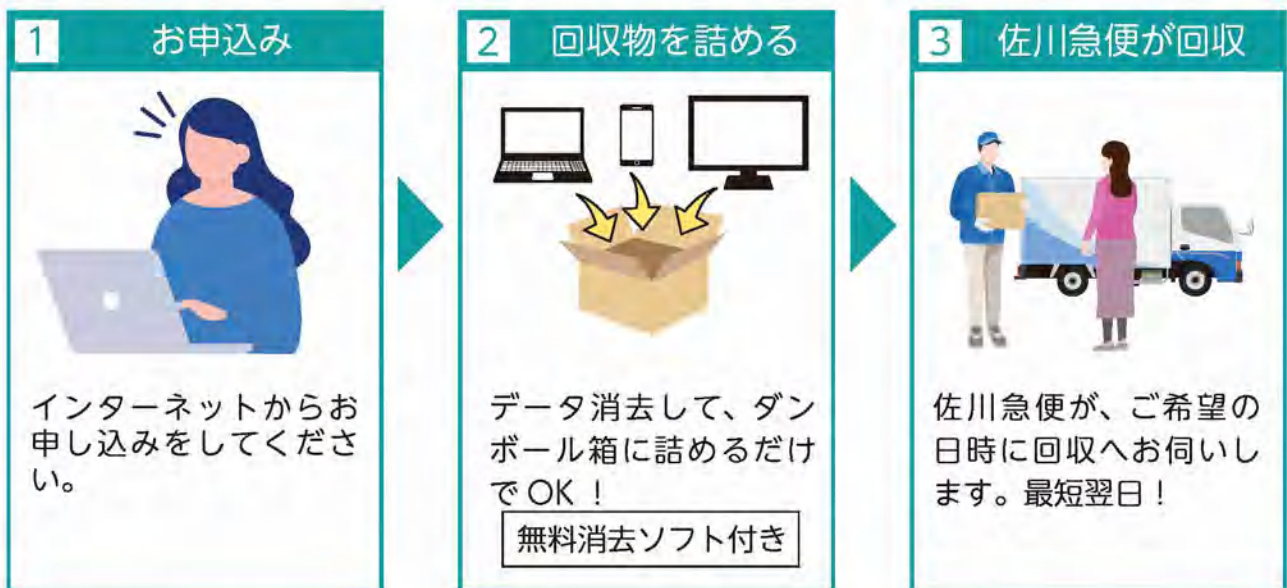 1 お申込み
インターネットからお
申し込みをしてくださ
い。
2 回収物を詰める
データ消去して、ダン
ボール箱に詰めるだけ
でOK！
無料消去ソフト付き
3 佐川急便が回収
佐川急便が、ご希望の
日時に回収へお伺いし
ます。最短翌日！